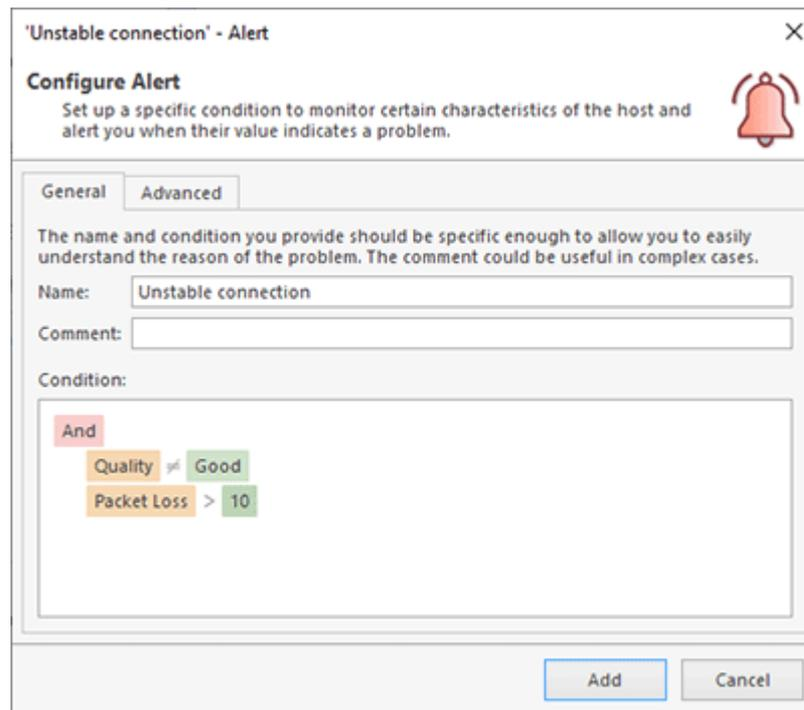 'Unstable connection' - Alert
Configure Alert
Set up a specific condition to monitor certain characteristics of the host and
alert you when their value indicates a problem.
General
Advanced
The name and condition you provide should be specific enough to allow you to easily
understand the reason of the problem. The comment could be useful in complex cases.
Name: Unstable connection
Comment:
Condition:
And
Quality ≠ Good
Packet Loss > 10
Add
Cancel